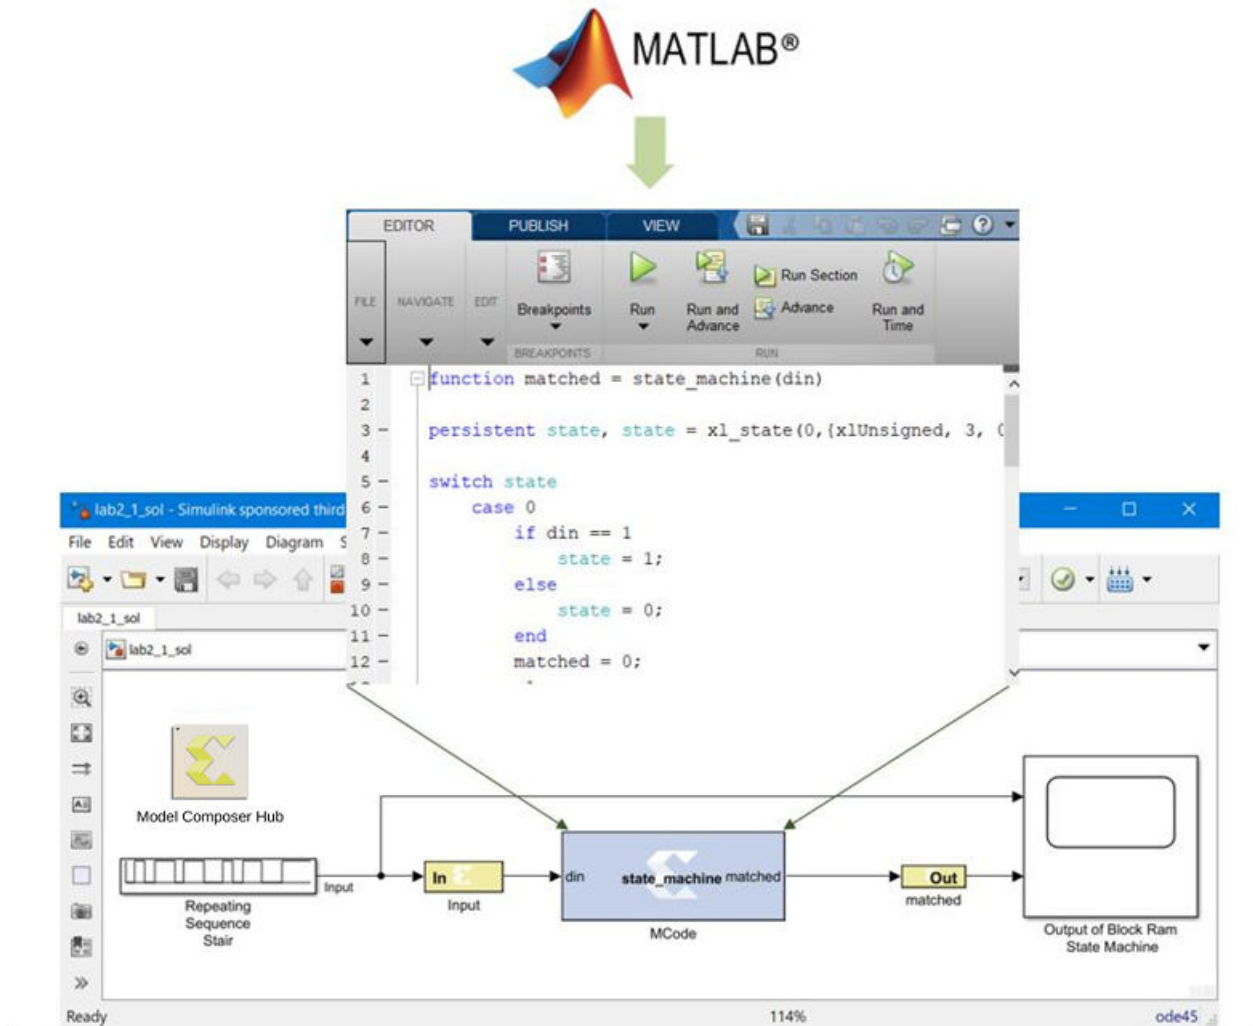 MATLAB®
EDITOR PUBLISH VIEW
FILE NAVIGATE EDIT Breakpoints Run Run and Advance Run Section Advance Run and Time
BREAKPOINTS RUN
1 function matched = state_machine(din)
2
3 – persistent state, state = xl_state(0,{xlUnsigned, 3,
4
5 – switch state
6 – case 0
7 – if din == 1
8 – state = 1;
9 – else
10 – state = 0;
11 – end
12 – matched = 0;
lab2_1_sol - Simulink sponsored third
File Edit View Display Diagram
lab2_1_sol
lab2_1_sol
Model Composer Hub
Input
Repeating
Sequence
Stair
In
Input
din state_machine matched
MCode
Out
matched
Output of Block Ram
State Machine
Ready 114% ode45